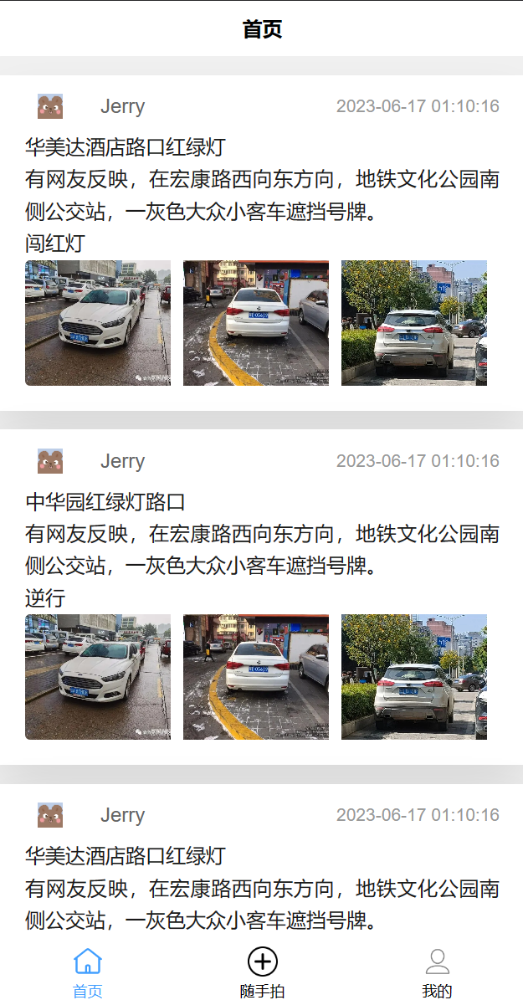 首页
Jerry
2023-06-17 01:10:16
华美达酒店路口红绿灯
有网友反映，在宏康路西向东方向，地铁文化公园南
侧公交站，一灰色大众小客车遮挡号牌。
闯红灯
Jerry
2023-06-17 01:10:16
中华园红绿灯路口
有网友反映，在宏康路西向东方向，地铁文化公园南
侧公交站，一灰色大众小客车遮挡号牌。
逆行
Jerry
2023-06-17 01:10:16
华美达酒店路口红绿灯
有网友反映，在宏康路西向东方向，地铁文化公园南
侧公交站，一灰色大众小客车遮挡号牌。
首页
随手拍
我的